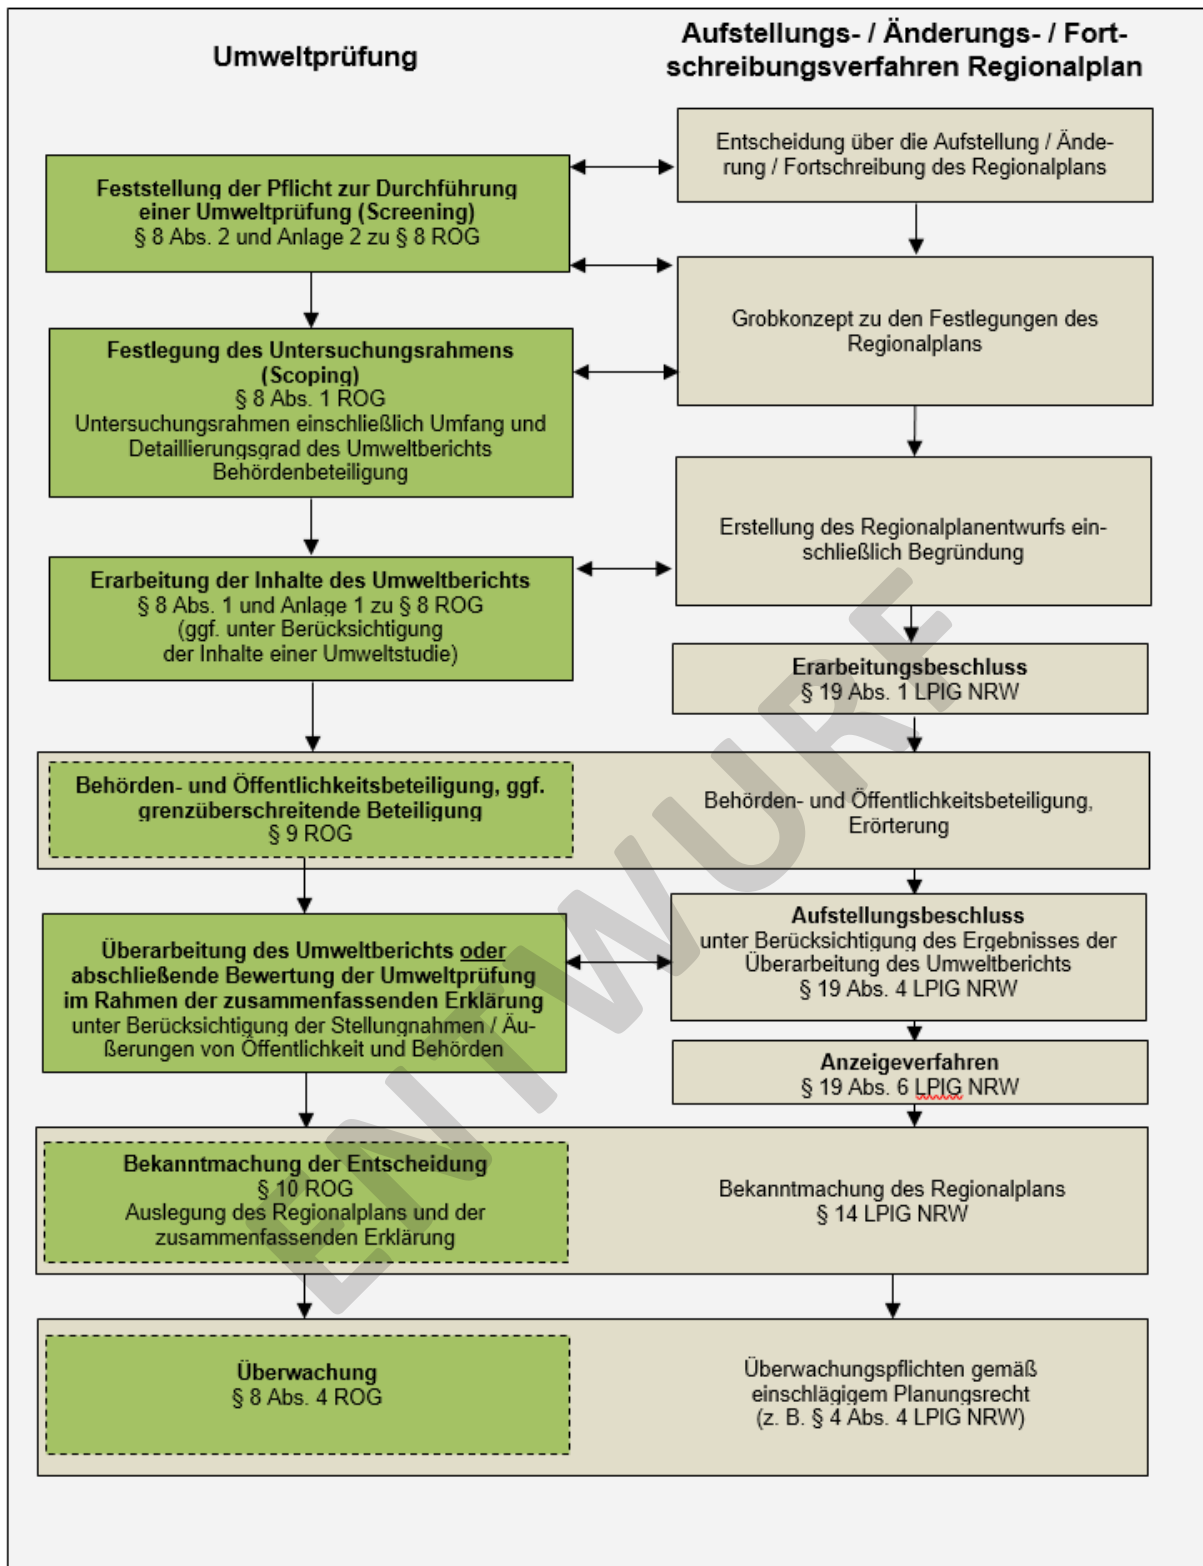 Umweltprüfung
Aufstellungs- / Änderungs- / Fort-
schreibungsverfahren Regionalplan
Entscheidung über die Aufstellung / Ände-
rung / Fortschreibung des Regionalplans
Feststellung der Pflicht zur Durchführung
einer Umweltprüfung (Screening)
§ 8 Abs. 2 und Anlage 2 zu § 8 ROG
Grobkonzept zu den Festlegungen des
Regionalplans
Festlegung des Untersuchungsrahmens
(Scoping)
§ 8 Abs. 1 ROG
Untersuchungsrahmen einschließlich Umfang und
Detaillierungsgrad des Umweltberichts
Behördenbeteiligung
Erstellung des Regionalplanentwurfs ein-
schließlich Begründung
Erarbeitung der Inhalte des Umweltberichts
§ 8 Abs. 1 und Anlage 1 zu § 8 ROG
(ggf. unter Berücksichtigung
der Inhalte einer Umweltstudie)
Erarbeitungsbeschluss
§ 19 Abs. 1 LPlG NRW
Behörden- und Öffentlichkeitsbeteiligung, ggf.
grenzüberschreitende Beteiligung
§ 9 ROG
Behörden- und Öffentlichkeitsbeteiligung,
Erörterung
Aufstellungsbeschluss
unter Berücksichtigung des Ergebnisses der
Überarbeitung des Umweltberichts
§ 19 Abs. 4 LPlG NRW
Überarbeitung des Umweltberichts oder
abschließende Bewertung der Umweltprüfung
im Rahmen der zusammenfassenden Erklärung
unter Berücksichtigung der Stellungnahmen / Äu-
ßerungen von Öffentlichkeit und Behörden
Anzeigeverfahren
§ 19 Abs. 6 LPlG NRW
Bekanntmachung der Entscheidung
§ 10 ROG
Auslegung des Regionalplans und der
zusammenfassenden Erklärung
Bekanntmachung des Regionalplans
§ 14 LPlG NRW
Überwachung
§ 8 Abs. 4 ROG
Überwachungspflichten gemäß
einschlägigem Planungsrecht
(z. B. § 4 Abs. 4 LPlG NRW)
ENTWURF